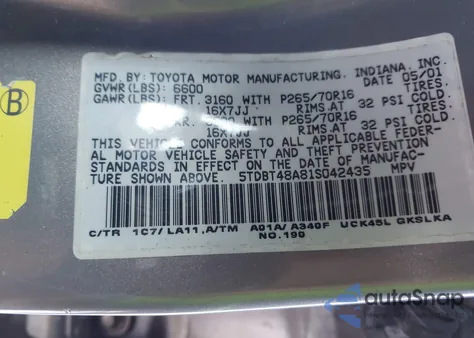 B
MFD. BY: TOYOTA MOTOR MANUFACTURING. INDIANA. INC.
GVWR(LBS): 6600 DATE 05/01
GAWR(LBS): FRT. 3160 WITH P265/70R16 TIRES.
16X7JJ RIMS.AT 32 PSI COLD.
RR. WITH P265/70R16 TIRES.
16X7JJ RIMS.AT 32 PSI COLD.
THIS VEHICLE CONFORMS TO ALL APPLICABLE FEDER-
AL MOTOR VEHICLE SAFETY AND THEFT PREVENTION
STANDARDS IN EFFECT ON THE DATE OF MANUFAC-
TURE SHOWN ABOVE. 5TDBT48A81S042435 MPV
C/TR 1C7/LA11.A/TM A01A/A340F UCK45L GKSLKA
NO.190
autoSnap